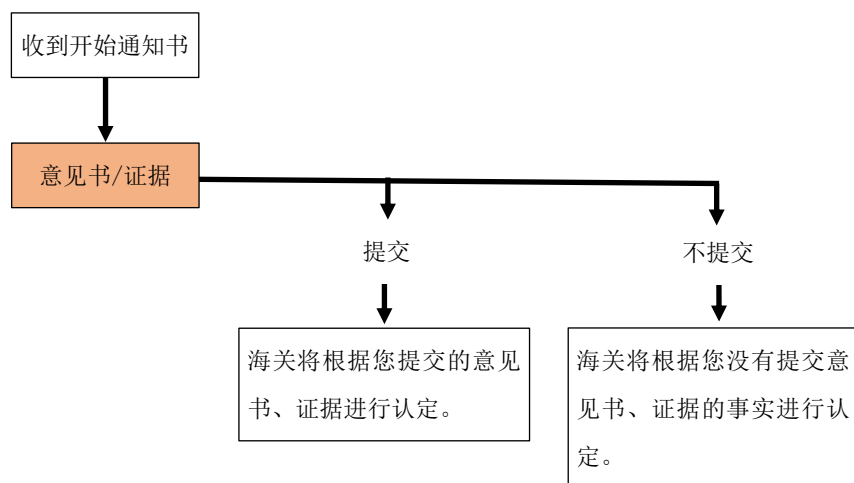 收到开始通知书
意见书/证据
提交
不提交
海关将根据您提交的意见
书、证据进行认定。
海关将根据您没有提交意
见书、证据的事实进行认
定。